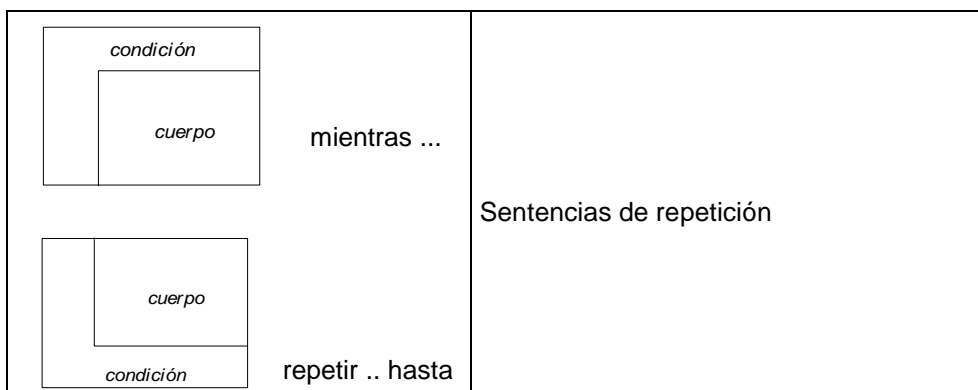 condición
cuerpo
mientras ...
Sentencias de repetición
cuerpo
condición
repetir .. hasta